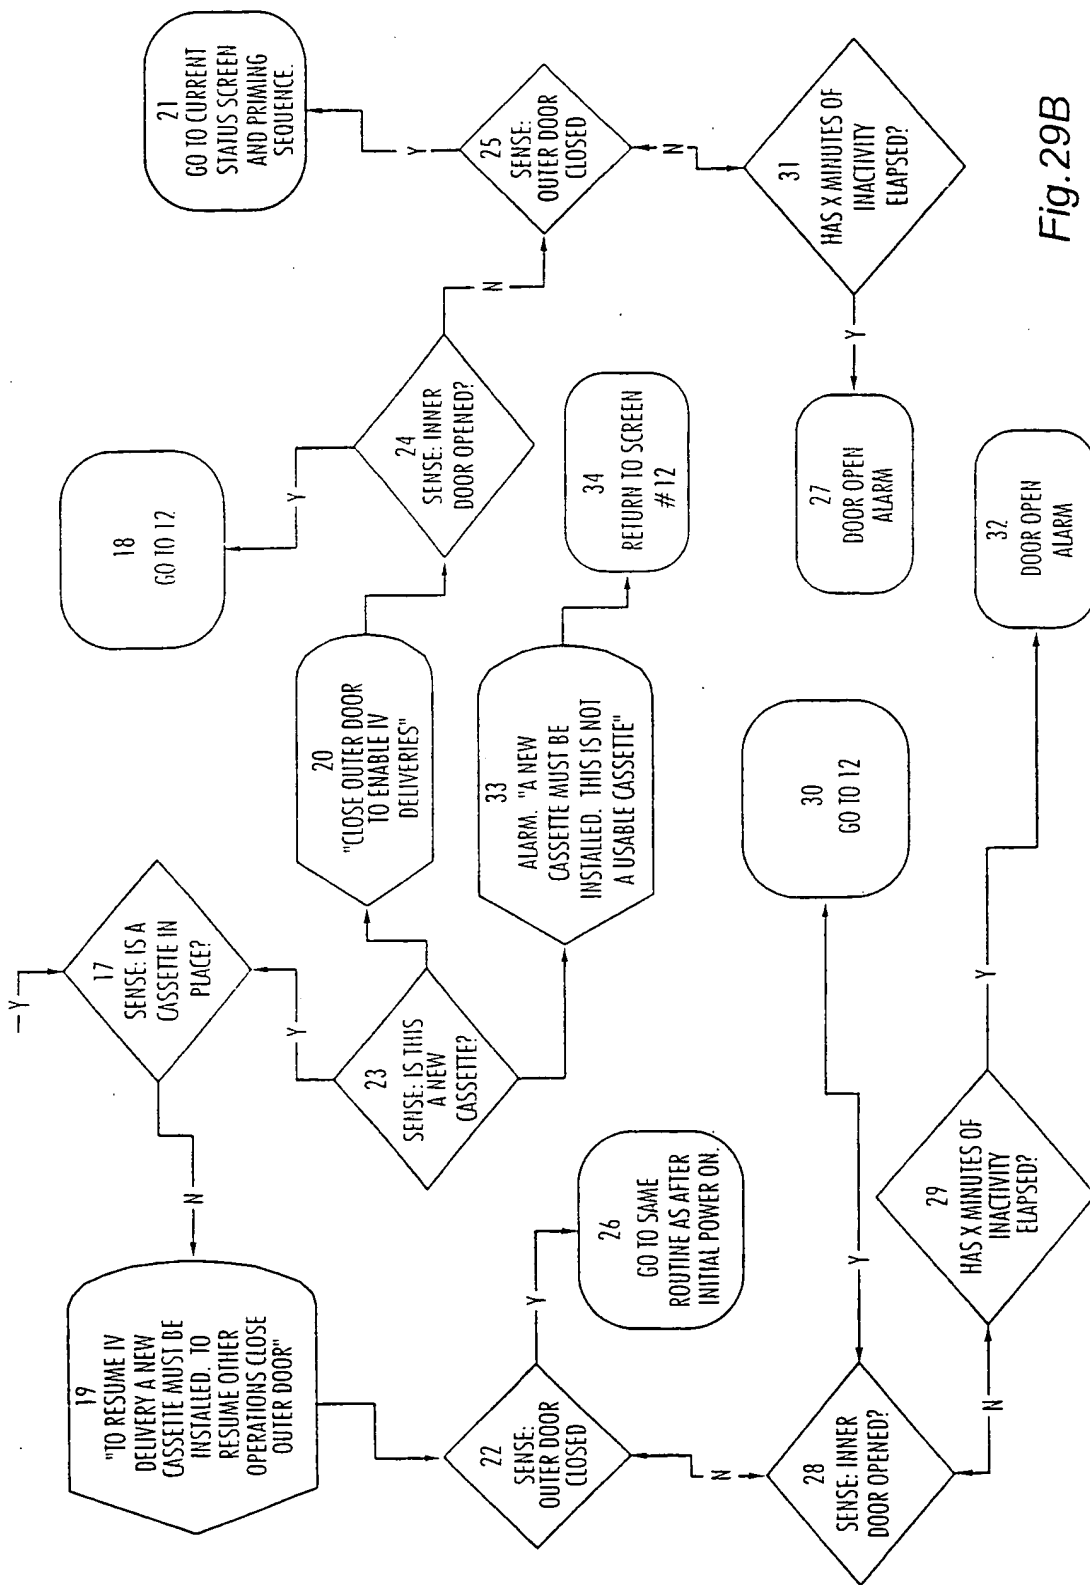 Y
17
SENSE: IS A
CASSETTE IN
PLACE?
N
Y
19
"TO RESUME IV
DELIVERY A NEW
CASSETTE MUST BE
INSTALLED. TO
RESUME OTHER
OPERATIONS CLOSE
OUTER DOOR"
23
SENSE: IS THIS
A NEW
CASSETTE?
20
"CLOSE OUTER DOOR
TO ENABLE IV
DELIVERIES"
18
GO TO 12
Y
24
SENSE: INNER
DOOR OPENED?
N
21
GO TO CURRENT
STATUS SCREEN
AND PRIMING
SEQUENCE.
Y
25
SENSE:
OUTER DOOR
CLOSED
N
22
SENSE:
OUTER DOOR
CLOSED
Y
26
GO TO SAME
ROUTINE AS AFTER
INITIAL POWER ON.
33
ALARM. "A NEW
CASSETTE MUST BE
INSTALLED. THIS IS NOT
A USABLE CASSETTE"
34
RETURN TO SCREEN
# 12
31
HAS X MINUTES OF
INACTIVITY
ELAPSED?
Y
27
DOOR OPEN
ALARM
N
28
SENSE: INNER
DOOR OPENED?
Y
30
GO TO 12
N
29
HAS X MINUTES OF
INACTIVITY
ELAPSED?
Y
32
DOOR OPEN
ALARM
Fig.29B